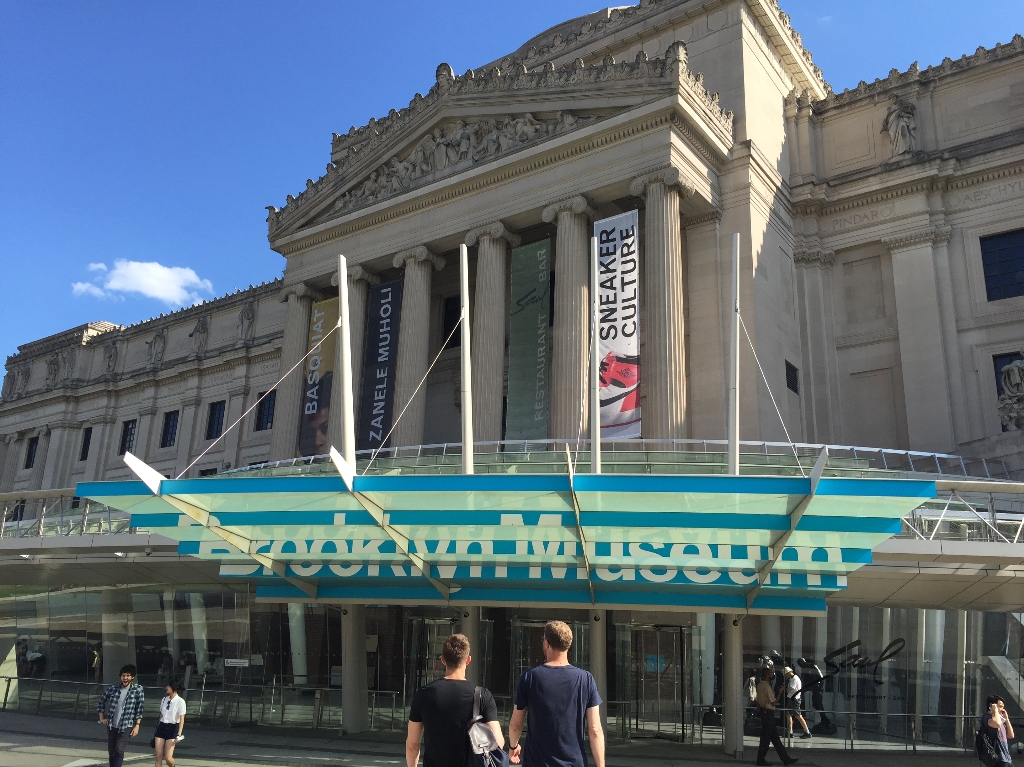 BASQUIAT
ZANELE MUHOLI
RESTAURANT BAR
SNEAKER
CULTURE
PINDAR
AESCHYL
Brooklyn Museum
Saul